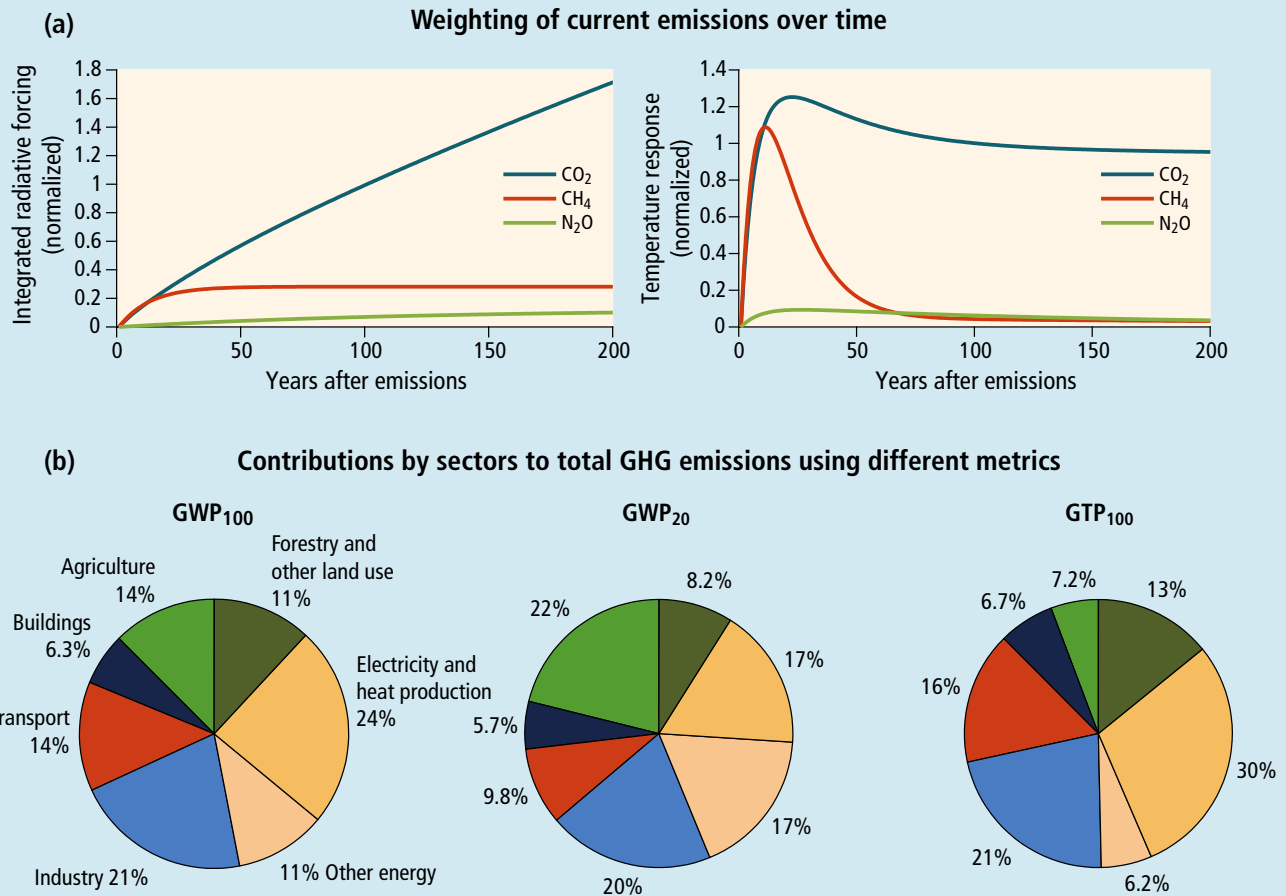 (a)
Weighting of current emissions over time
Integrated radiative forcing
(normalized)
1.8
1.6
1.4
1.2
1
0.8
0.6
0.4
0.2
0
CO₂
CH₄
N₂O
0 50 100 150 200
Years after emissions
Temperature response
(normalized)
1.4
1.2
1
0.8
0.6
0.4
0.2
0
CO₂
CH₄
N₂O
0 50 100 150 200
Years after emissions
(b)
Contributions by sectors to total GHG emissions using different metrics
GWP₁₀₀
Forestry and
other land use
11%
Electricity and
heat production
24%
11% Other energy
Industry 21%
ransport
14%
Buildings
6.3%
Agriculture
14%
GWP₂₀
8.2%
17%
17%
20%
9.8%
5.7%
22%
GTP₁₀₀
13%
30%
6.2%
21%
16%
6.7%
7.2%